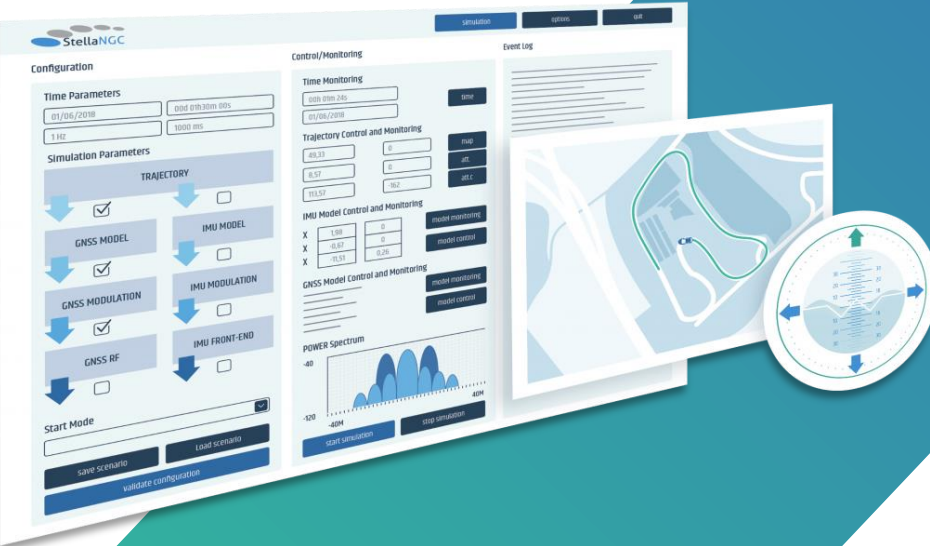 StellaNGC
simulation
options
quit
Configuration
Time Parameters
01/06/2018
00d 01h30m 00s
1 Hz
1000 ms
Simulation Parameters
TRAJECTORY
GNSS MODEL
IMU MODEL
GNSS MODULATION
IMU MODULATION
GNSS RF
IMU FRONT-END
Start Mode
save scenario
Load scenario
validate configuration
Control/Monitoring
Time Monitoring
00h 01m 24s
time
01/06/2018
Trajectory Control and Monitoring
49,33
0
map
8,57
0
att.
113,57
-162
att.c
IMU Model Control and Monitoring
X
1,98
0
model monitoring
X
-0,67
0
model control
X
-11,51
0,26
GNSS Model Control and Monitoring
model monitoring
model control
POWER Spectrum
-40
-120
-40M
40M
start simulation
stop simulation
Event Log